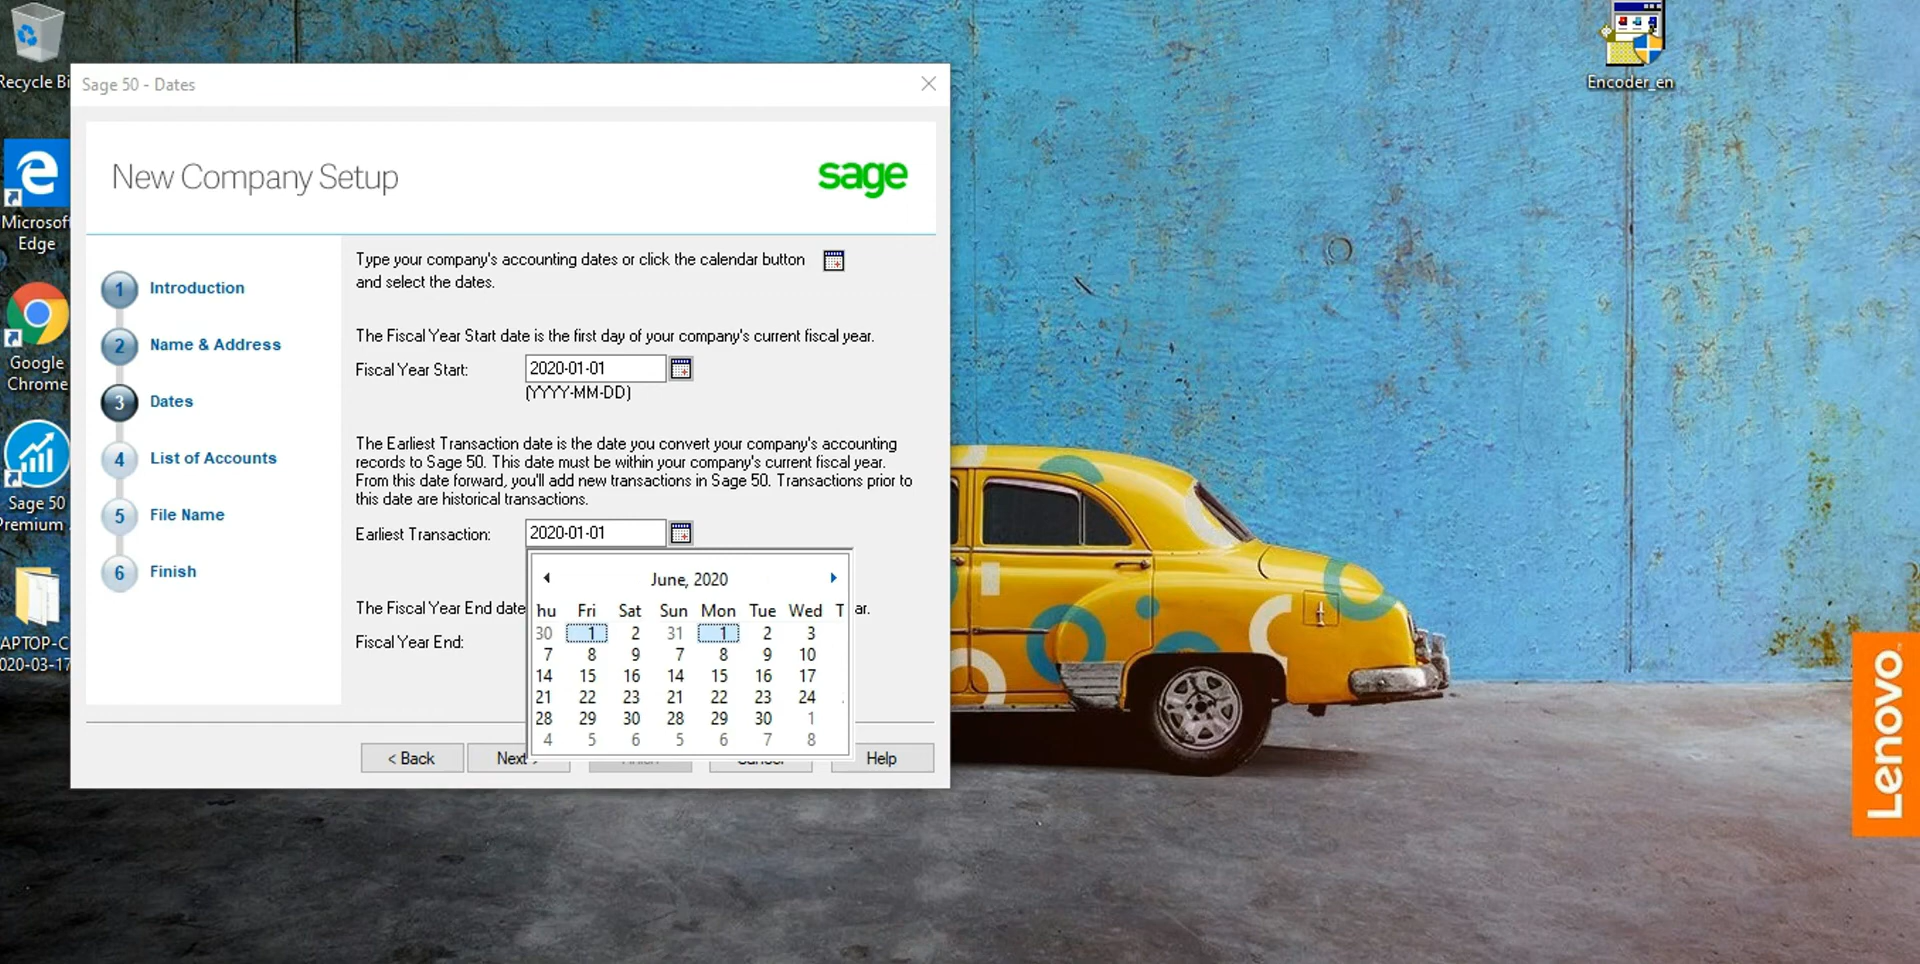 Recycle Bi
Encoder_en
Sage 50 - Dates
New Company Setup
sage
Microsoft
Edge
Google
Chrome
Sage 50
Premium
APTOP-C
020-03-17
1 Introduction
2 Name & Address
3 Dates
4 List of Accounts
5 File Name
6 Finish
Type your company's accounting dates or click the calendar button
and select the dates.
The Fiscal Year Start date is the first day of your company's current fiscal year.
Fiscal Year Start: 2020-01-01
(YYYY-MM-DD)
The Earliest Transaction date is the date you convert your company's accounting
records to Sage 50. This date must be within your company's current fiscal year.
From this date forward, you'll add new transactions in Sage 50. Transactions prior to
this date are historical transactions.
Earliest Transaction: 2020-01-01
June, 2020
hu Fri Sat Sun Mon Tue Wed T
30 1 2 31 1 2 3
7 8 9 7 8 9 10
14 15 16 14 15 16 17
21 22 23 21 22 23 24
28 29 30 28 29 30 1
4 5 6 5 6 7 8
The Fiscal Year End date ar.
Fiscal Year End:
< Back
Next >
Help
Lenovo